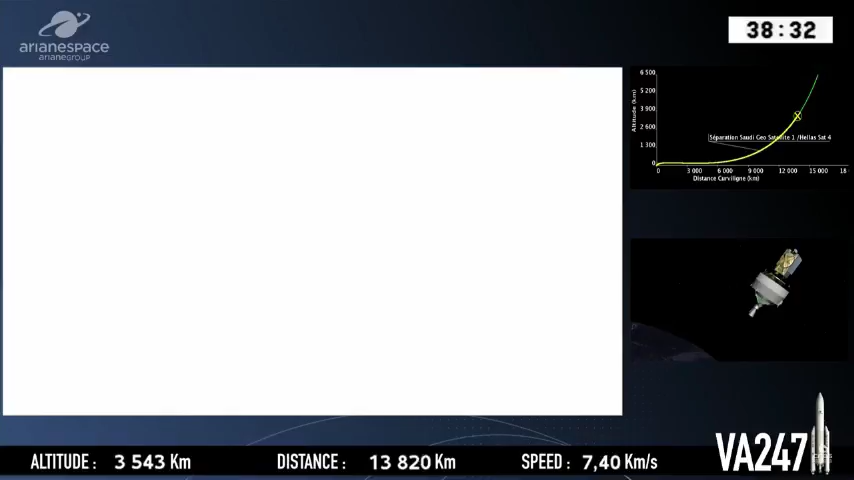 arianespace
arianeGROUP
38:32
6 500
5 200
3 900
2 600
1 300
0
Altitude (km)
Séparation Saudi Geo Satellite 1 /Hellas Sat 4
0 3 000 6 000 9 000 12 000 15 000 18
Distance Curviligne (km)
ALTITUDE : 3 543 Km DISTANCE : 13 820 Km SPEED : 7,40 Km/s
VA247